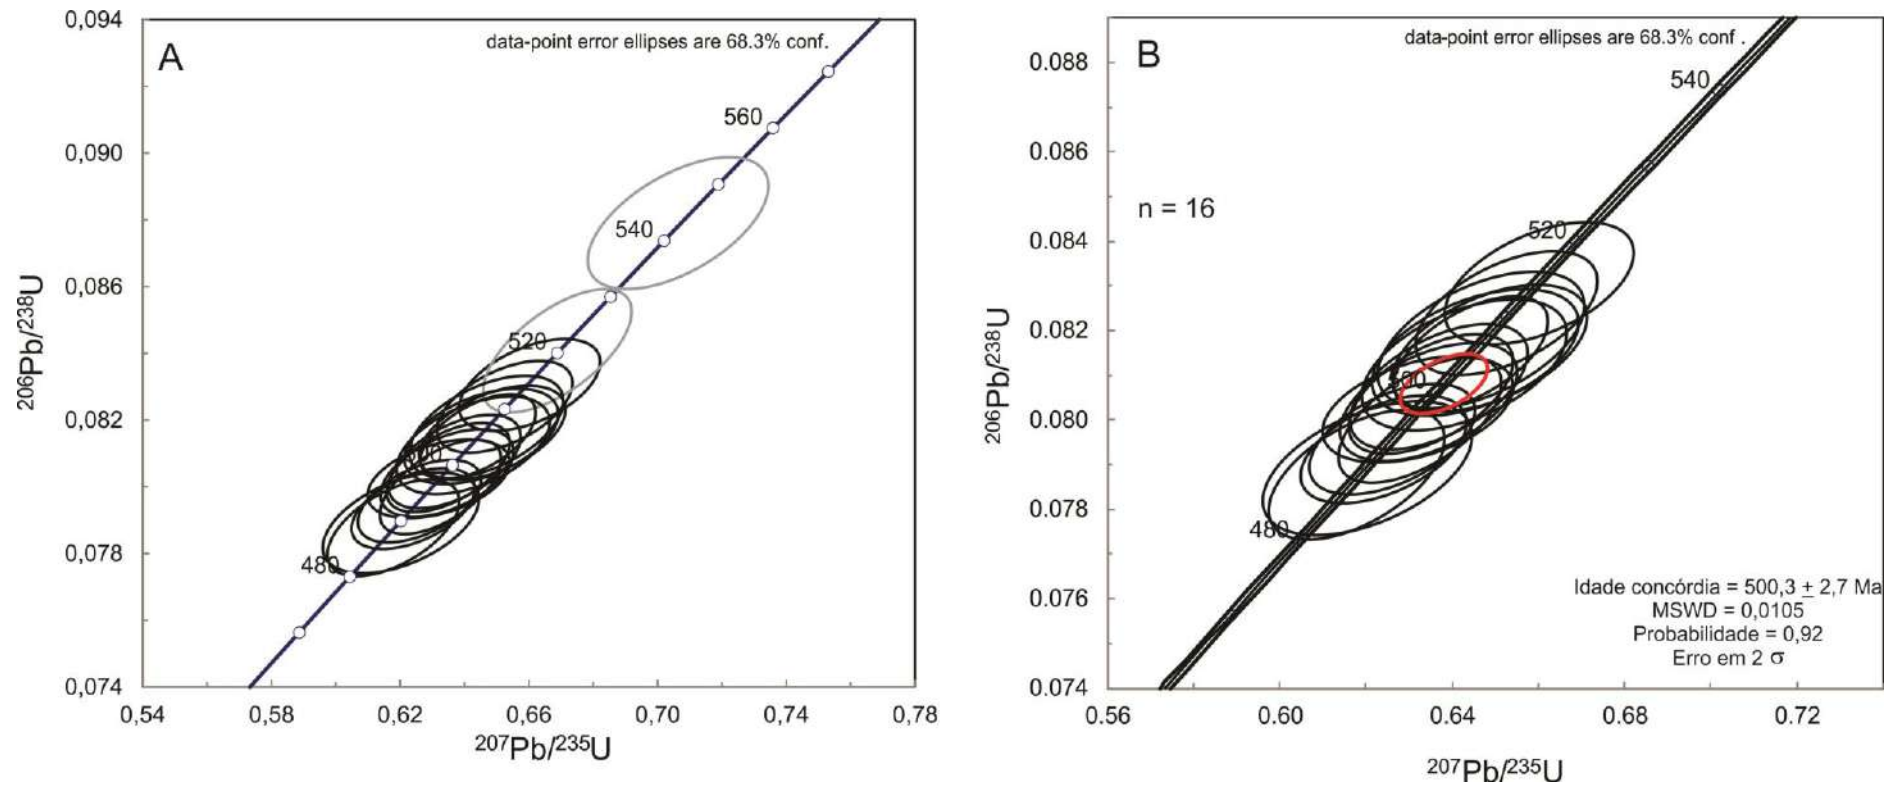 A
data-point error ellipses are 68.3% conf.
0,094
0,090
0,086
0,082
0,078
0,074
560
540
520
480
206Pb/238U
0,54
0,58
0,62
0,66
0,70
0,74
0,78
207Pb/235U
B
data-point error ellipses are 68.3% conf .
0.088
0.086
0.084
0.082
0.080
0.078
0.076
0.074
540
n = 16
520
500
480
206Pb/238U
Idade concórdia = 500,3 ± 2,7 Ma
MSWD = 0,0105
Probabilidade = 0,92
Erro em 2 σ
0.56
0.60
0.64
0.68
0.72
207Pb/235U